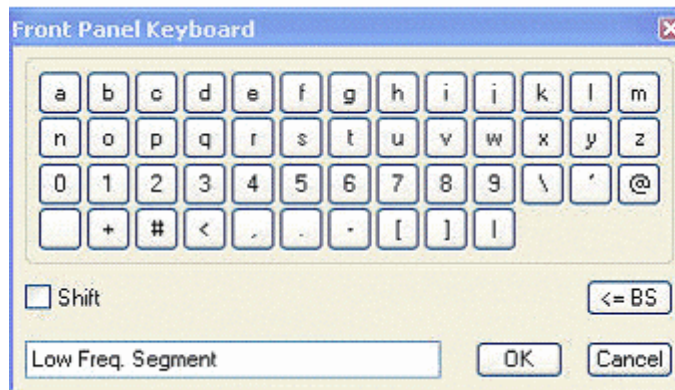 Front Panel Keyboard
a b c d e f g h i j k l m
n o p q r s t u v w x y z
0 1 2 3 4 5 6 7 8 9 \ ' @
+ # < , . - [ ] |
Shift
<= BS
Low Freq. Segment
OK
Cancel